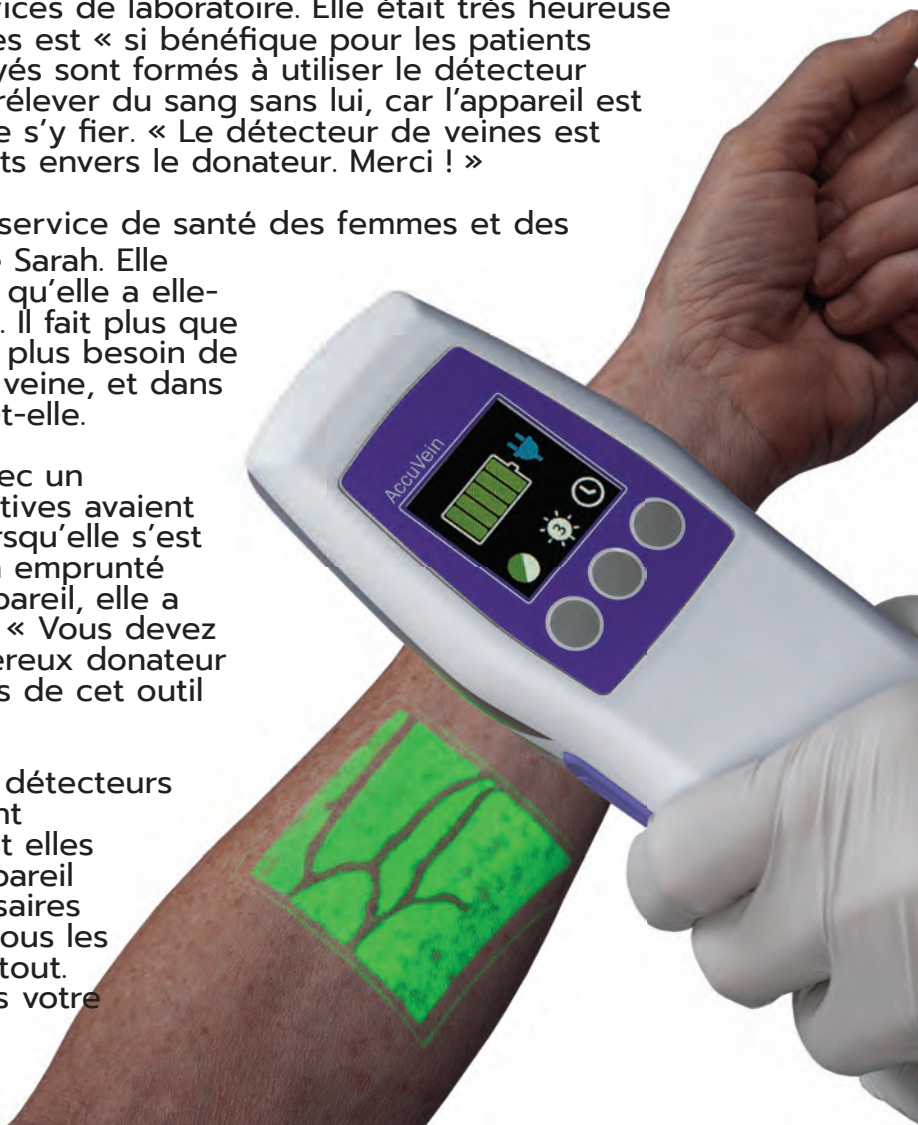 vices de laboratoire. Elle était très heureuse
es est « si bénéfique pour les patients
yés sont formés à utiliser le détecteur
rélever du sang sans lui, car l’appareil est
e s’y fier. « Le détecteur de veines est
ts envers le donateur. Merci ! »
service de santé des femmes et des
e Sarah. Elle
qu’elle a elle-
. Il fait plus que
plus besoin de
veine, et dans
t-elle.
ec un
tives avaient
rsqu’elle s’est
a emprunté
pareil, elle a
« Vous devez
éreux donateur
s de cet outil
détecteurs
nt
t elles
pareil
saires
ous les
tout.
s votre
AccuVein
3